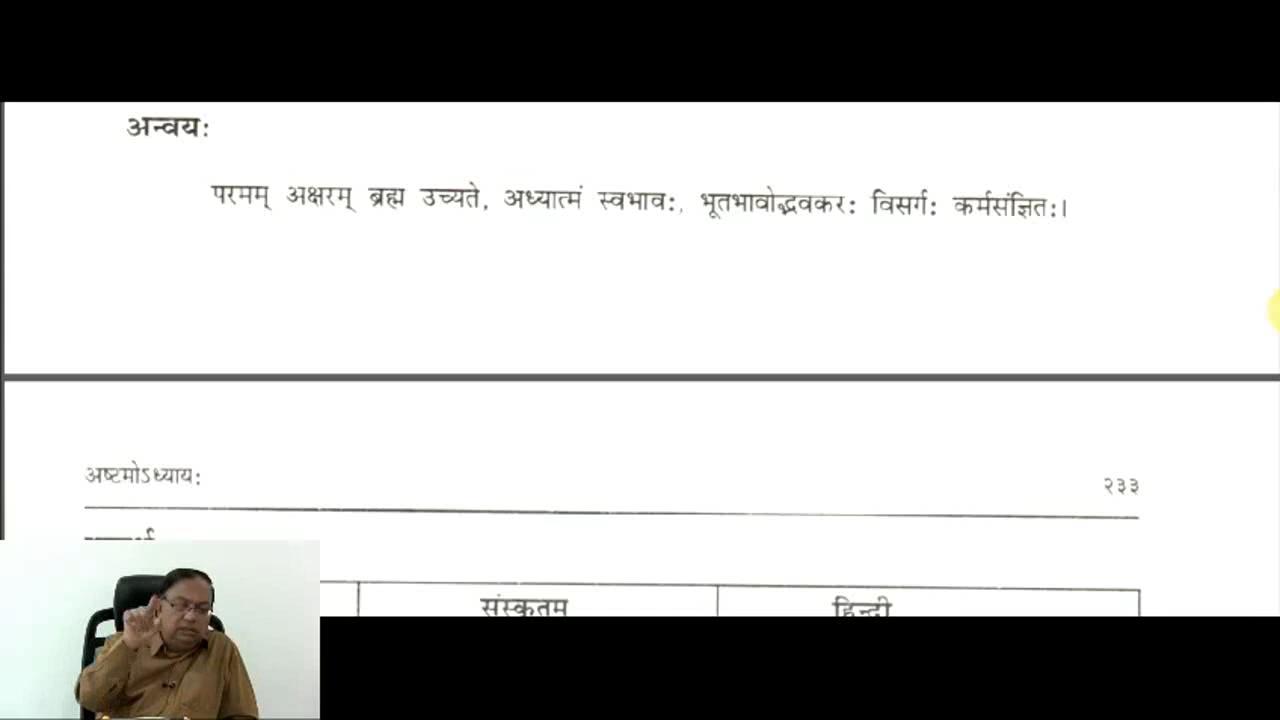 अन्वयः
परमम् अक्षरम् ब्रह्म उच्यते, अध्यात्मं स्वभावः, भूतभावोद्भवकरः विसर्गः कर्मसंज्ञितः।
अष्टमोऽध्यायः २३३
संस्कृतम् हिन्दी